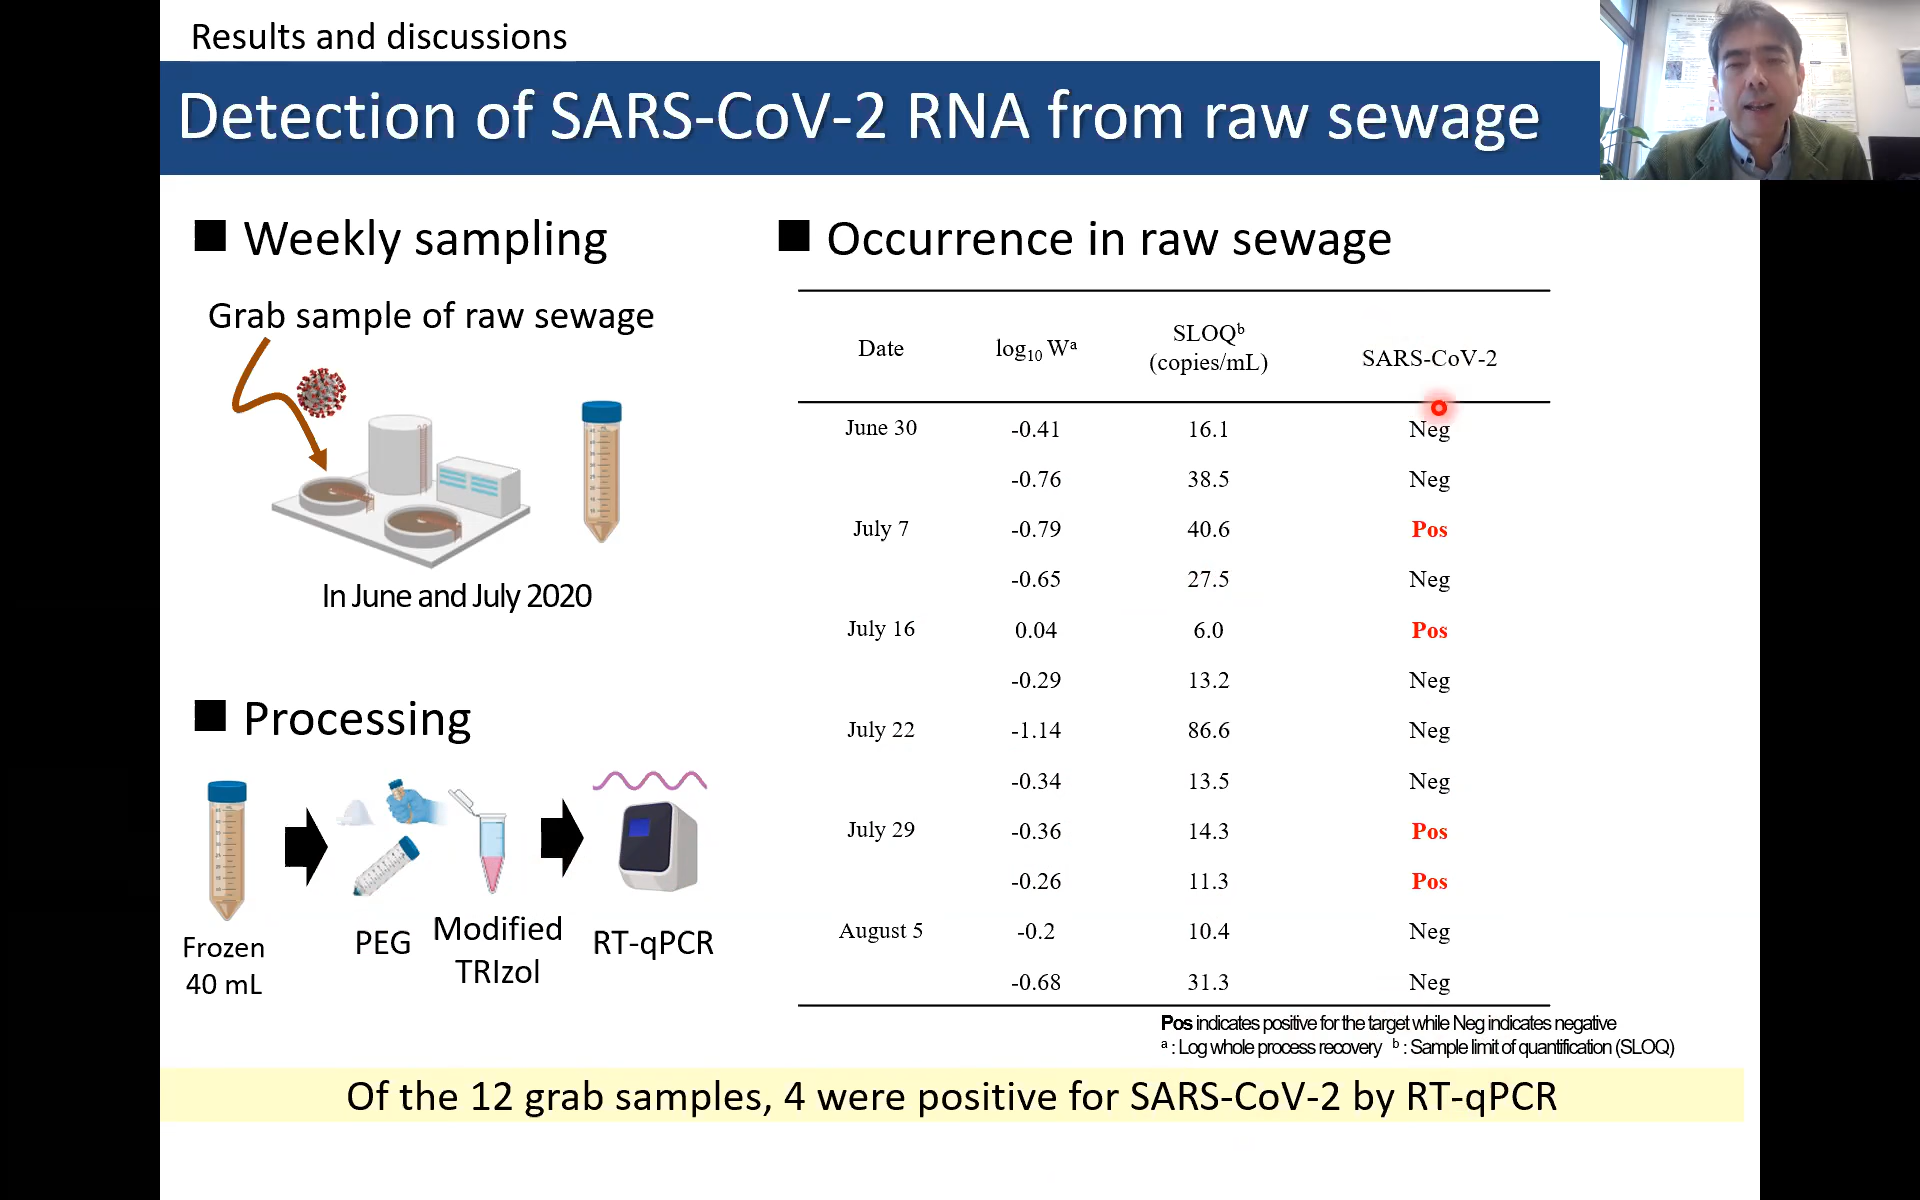 Results and discussions
Detection of SARS-CoV-2 RNA from raw sewage
■ Weekly sampling
Grab sample of raw sewage
In June and July 2020
■ Processing
Frozen
40 mL
PEG
Modified
TRIzol
RT-qPCR
■ Occurrence in raw sewage
Date log₁₀ Wᵃ SLOQᵇ (copies/mL) SARS-CoV-2
June 30 -0.41 16.1 Neg
-0.76 38.5 Neg
July 7 -0.79 40.6 Pos
-0.65 27.5 Neg
July 16 0.04 6.0 Pos
-0.29 13.2 Neg
July 22 -1.14 86.6 Neg
-0.34 13.5 Neg
July 29 -0.36 14.3 Pos
-0.26 11.3 Pos
August 5 -0.2 10.4 Neg
-0.68 31.3 Neg
Pos indicates positive for the target while Neg indicates negative
ᵃ : Log whole process recovery ᵇ : Sample limit of quantification (SLOQ)
Of the 12 grab samples, 4 were positive for SARS-CoV-2 by RT-qPCR